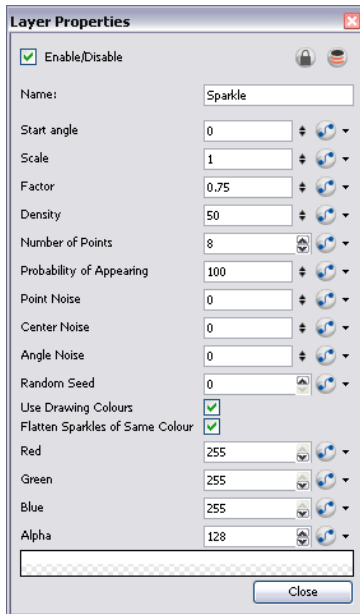 Layer Properties
Enable/Disable
Name: Sparkle
Start angle 0
Scale 1
Factor 0.75
Density 50
Number of Points 8
Probability of Appearing 100
Point Noise 0
Center Noise 0
Angle Noise 0
Random Seed 0
Use Drawing Colours
Flatten Sparkles of Same Colour
Red 255
Green 255
Blue 255
Alpha 128
Close